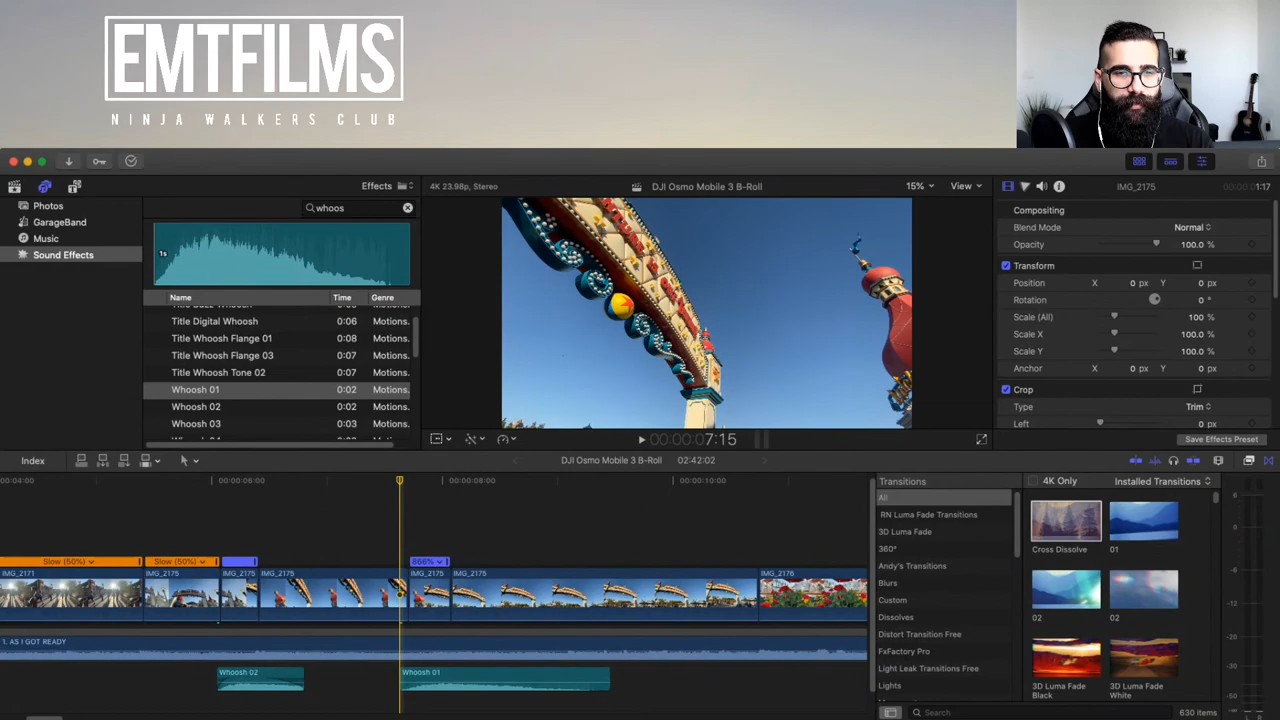 EMTFILMS
NINJA WALKERS CLUB
Effects
4K 23.98p, Stereo
DJI Osmo Mobile 3 B-Roll
15%
View
IMG_2175
1:17
Photos
GarageBand
Music
Sound Effects
whoos
1s
Name Time Genre
Title Digital Whoosh 0:06 Motions.
Title Whoosh Flange 01 0:08 Motions.
Title Whoosh Flange 03 0:07 Motions.
Title Whoosh Tone 02 0:07 Motions.
Whoosh 01 0:02 Motions.
Whoosh 02 0:02 Motions.
Whoosh 03 0:03 Motions.
Compositing
Blend Mode Normal
Opacity 100.0 %
Transform
Position X 0 px Y 0 px
Rotation 0 °
Scale (All) 100 %
Scale X 100.0 %
Scale Y 100.0 %
Anchor X 0 px Y 0 px
Crop
Type Trim
Left 0 px
Save Effects Preset
00:00:00:07:15
Index
DJI Osmo Mobile 3 B-Roll 02:42:02
00:04:00
00:00:06:00
00:00:08:00
00:00:10:00
Slow (50%)
Slow (50%)
666%
IMG_2171
IMG_2175
IMG_2175
IMG_2175
IMG_2175
IMG_2175
IMG_2176
1. AS I GOT READY
Whoosh 02
Whoosh 01
Transitions
4K Only
Installed Transitions
All
RN Luma Fade Transitions
3D Luma Fade
360°
Andy's Transitions
Blurs
Custom
Dissolves
Distort Transition Free
FxFactory Pro
Light Leak Transitions Free
Lights
Cross Dissolve
01
02
02
3D Luma Fade Black
3D Luma Fade White
Search
630 items
6
0
-6
-12
-20
-30
-50